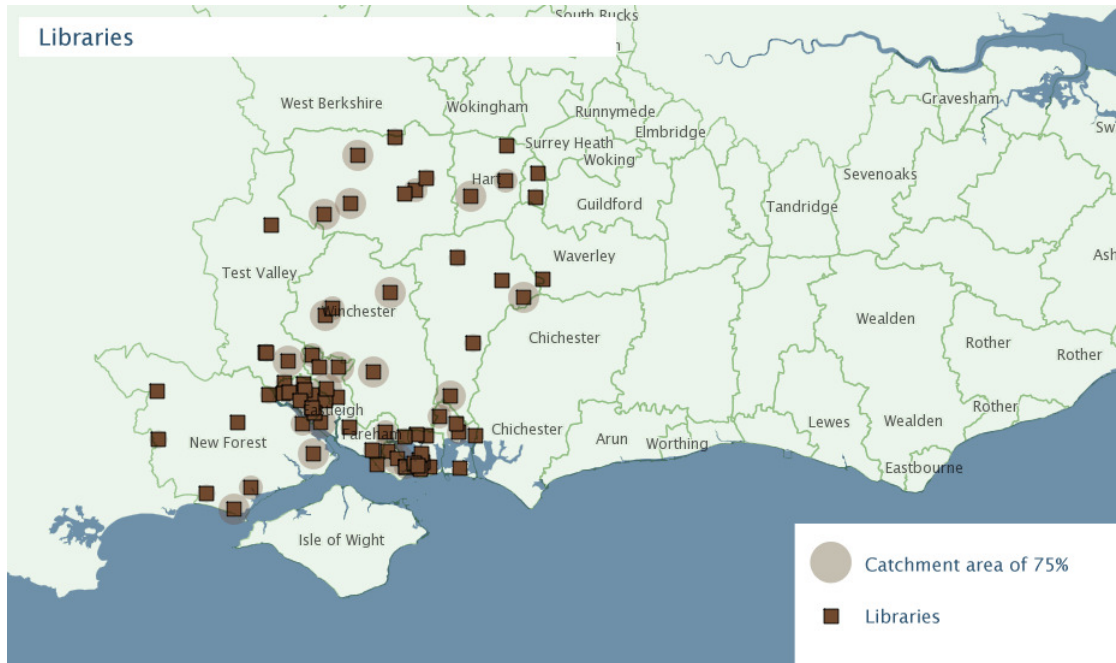 South Bucks
Libraries
West Berkshire
Wokingham
Runnymede
Gravesham
Elmbridge
Surrey Heath
Woking
Hart
Sevenoaks
Guildford
Tandridge
Waverley
Test Valley
Winchester
Chichester
Wealden
Rother
Rother
Eastleigh
Rother
New Forest
Fareham
Chichester
Arun
Worthing
Lewes
Wealden
Eastbourne
Isle of Wight
Catchment area of 75%
Libraries